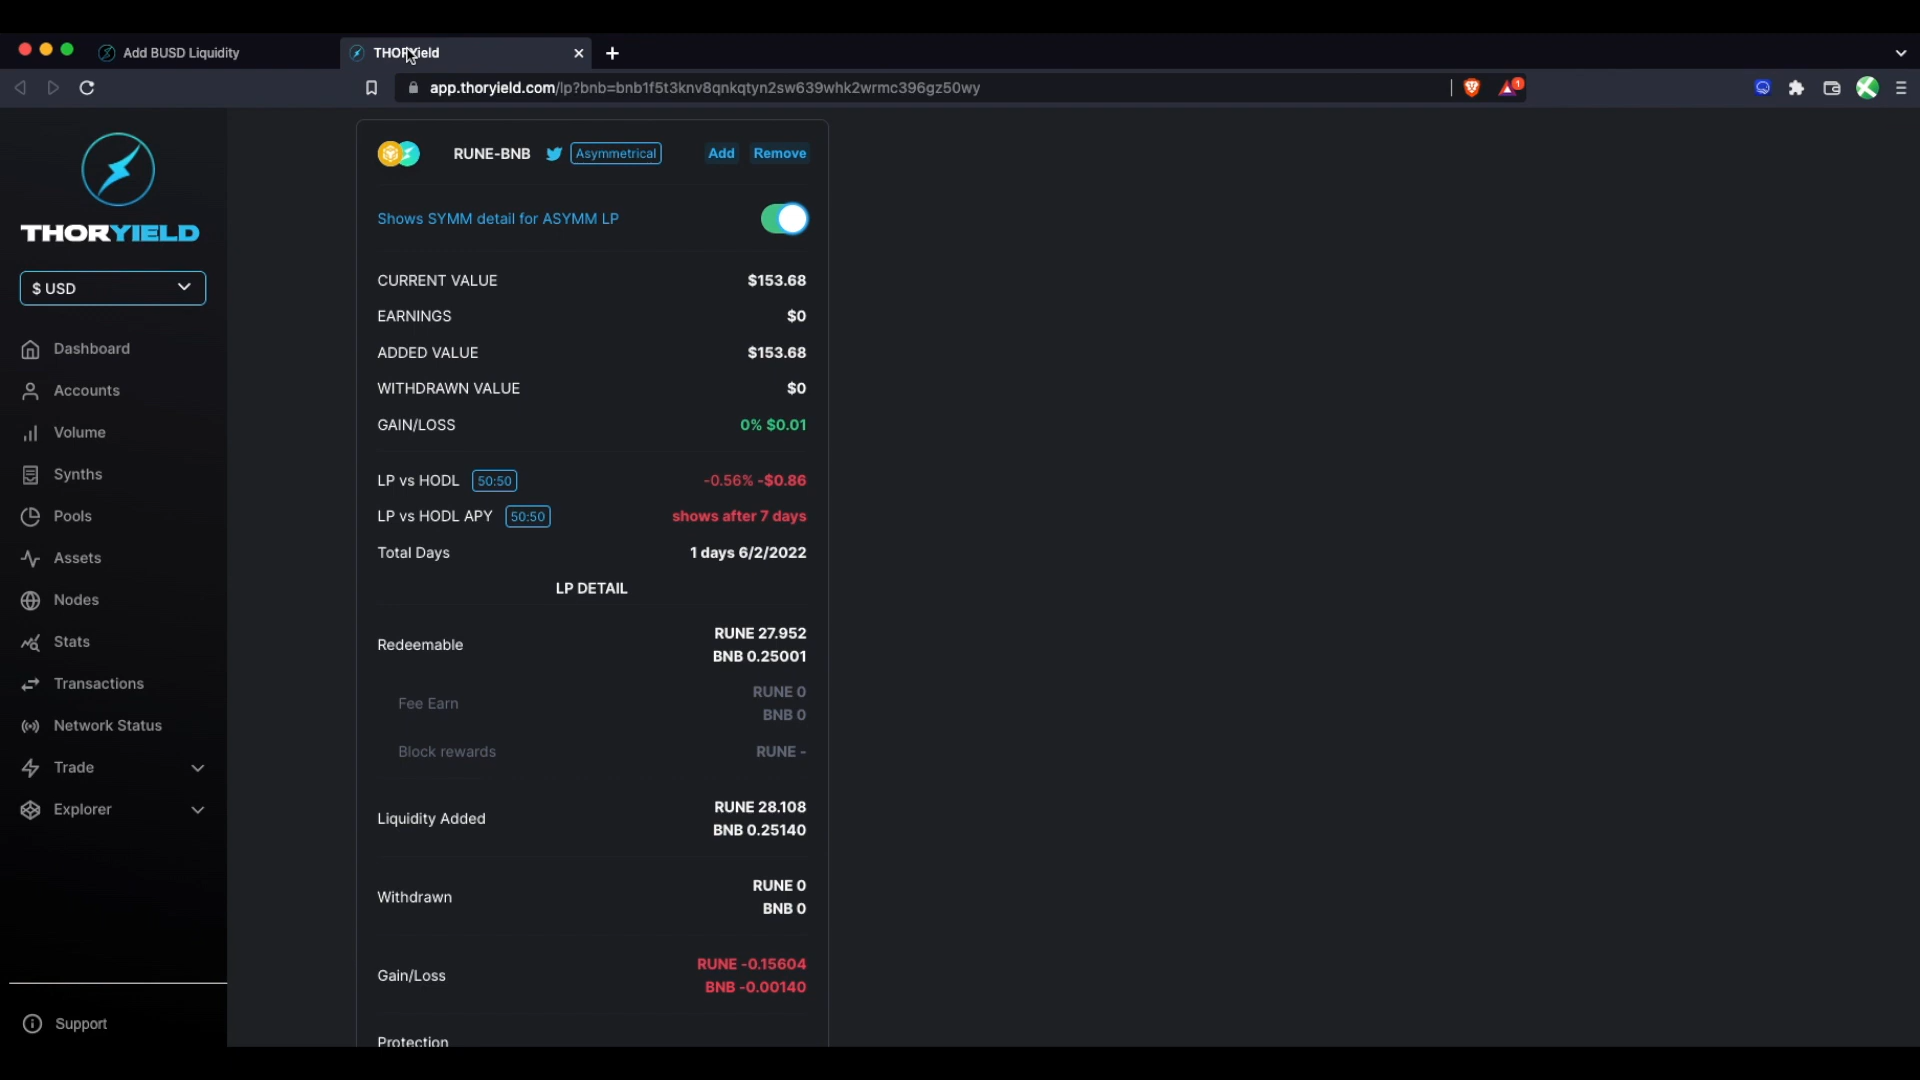 Add BUSD Liquidity
THORYield
app.thoryield.com/lp?bnb=bnb1f5t3knv8qnkqtyn2sw639whk2wrmc396gz50wy
1
THORYIELD
$ USD
Dashboard
Accounts
Volume
Synths
Pools
Assets
Nodes
Stats
Transactions
Network Status
Trade
Explorer
Support
RUNE-BNB Asymmetrical Add Remove
Shows SYMM detail for ASYMM LP
CURRENT VALUE $153.68
EARNINGS $0
ADDED VALUE $153.68
WITHDRAWN VALUE $0
GAIN/LOSS 0% $0.01
LP vs HODL 50:50 -0.56% -$0.86
LP vs HODL APY 50:50 shows after 7 days
Total Days 1 days 6/2/2022
LP DETAIL
Redeemable RUNE 27.952
BNB 0.25001
Fee Earn RUNE 0
BNB 0
Block rewards RUNE -
Liquidity Added RUNE 28.108
BNB 0.25140
Withdrawn RUNE 0
BNB 0
Gain/Loss RUNE -0.15604
BNB -0.00140
Protection